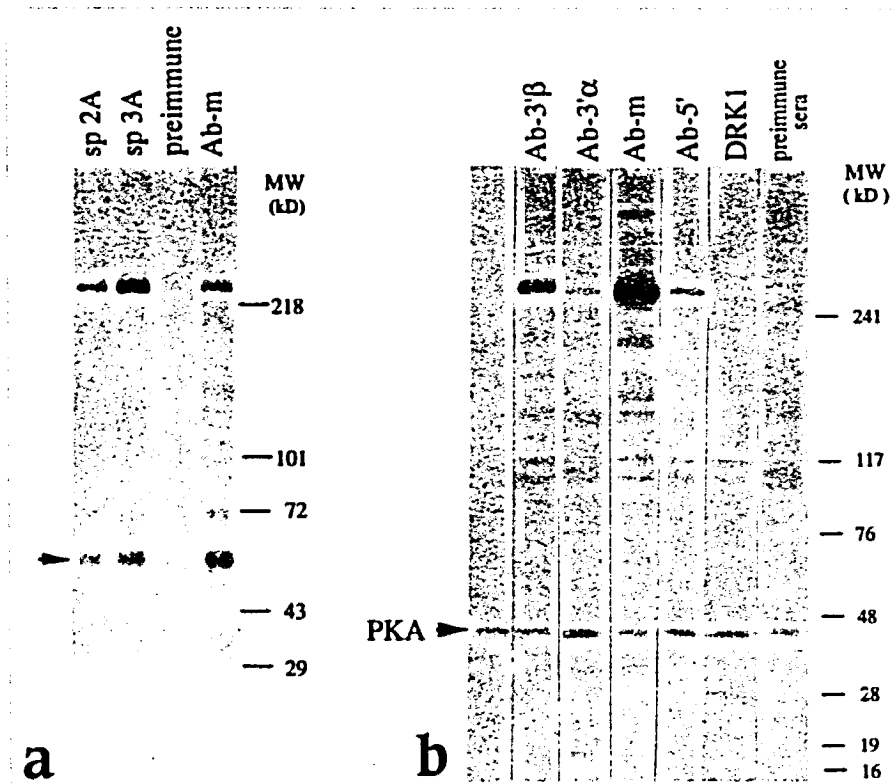 sp 2A
sp 3A
preimmune
Ab-m
MW
(kD)
218
101
72
43
29
a
Ab-3'β
Ab-3'α
Ab-m
Ab-5'
DRK1
preimmune
sera
MW
( kD )
241
117
76
48
PKA
28
19
16
b